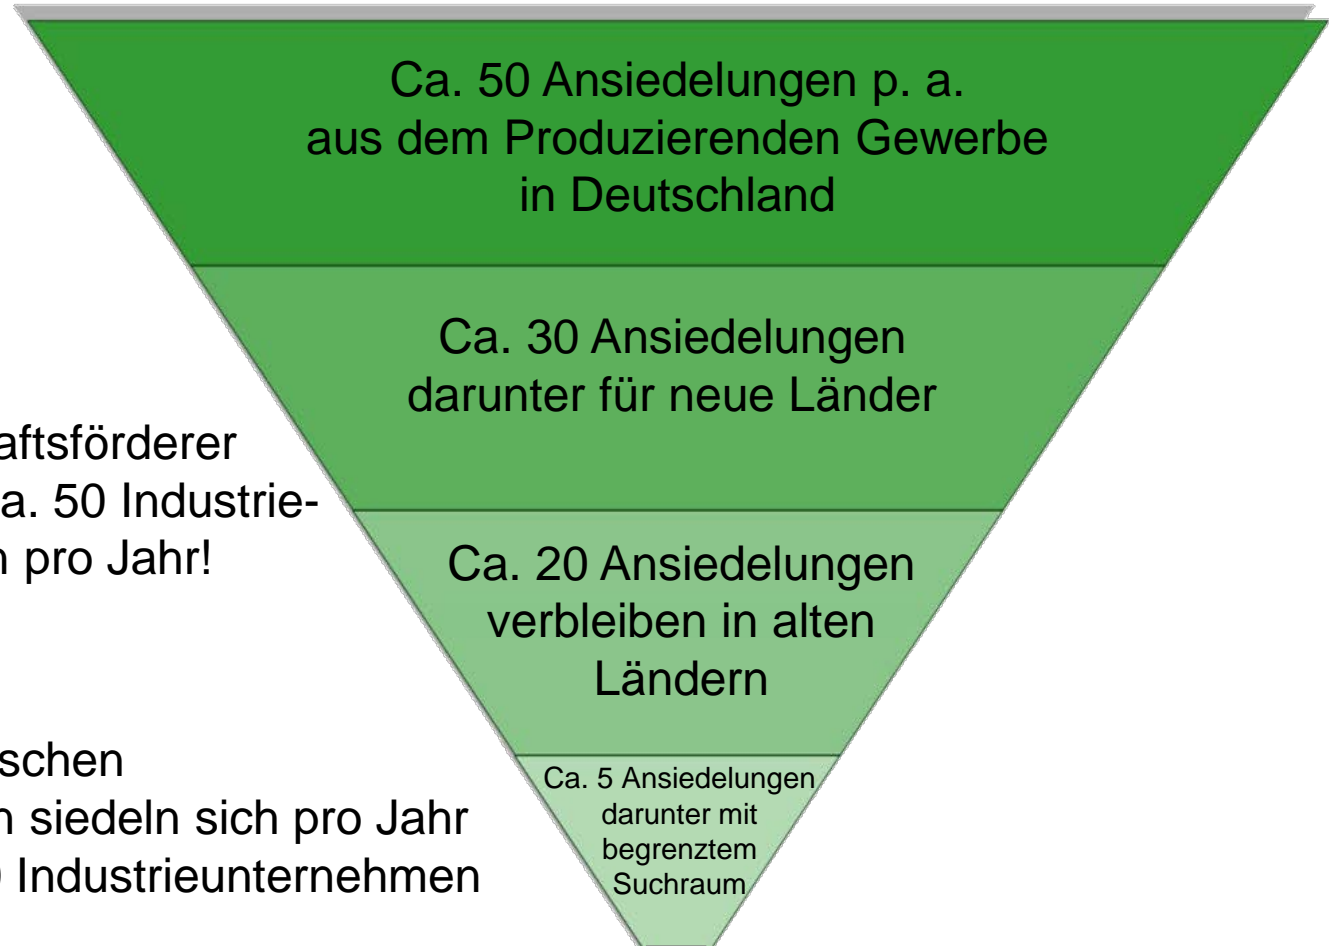 Ca. 50 Ansiedelungen p. a.
aus dem Produzierenden Gewerbe
in Deutschland
Ca. 30 Ansiedelungen
darunter für neue Länder
aftsförderer
a. 50 Industrie-
n pro Jahr!
Ca. 20 Ansiedelungen
verbleiben in alten
Ländern
schen
n siedeln sich pro Jahr
Industrieunternehmen
Ca. 5 Ansiedelungen
darunter mit
begrenztem
Suchraum